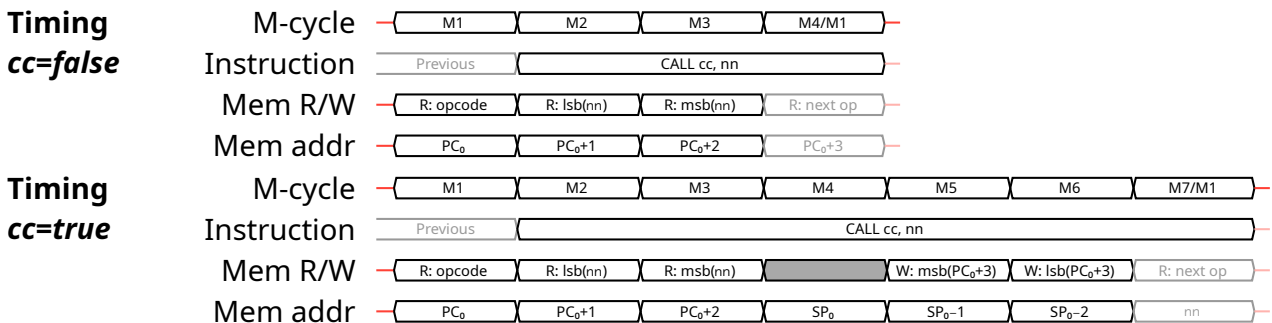 Timing M-cycle M1 M2 M3 M4/M1
cc=false Instruction Previous CALL cc, nn
Mem R/W R: opcode R: lsb(nn) R: msb(nn) R: next op
Mem addr PC₀ PC₀+1 PC₀+2 PC₀+3
Timing M-cycle M1 M2 M3 M4 M5 M6 M7/M1
cc=true Instruction Previous CALL cc, nn
Mem R/W R: opcode R: lsb(nn) R: msb(nn) W: msb(PC₀+3) W: lsb(PC₀+3) R: next op
Mem addr PC₀ PC₀+1 PC₀+2 SP₀ SP₀−1 SP₀−2 nn